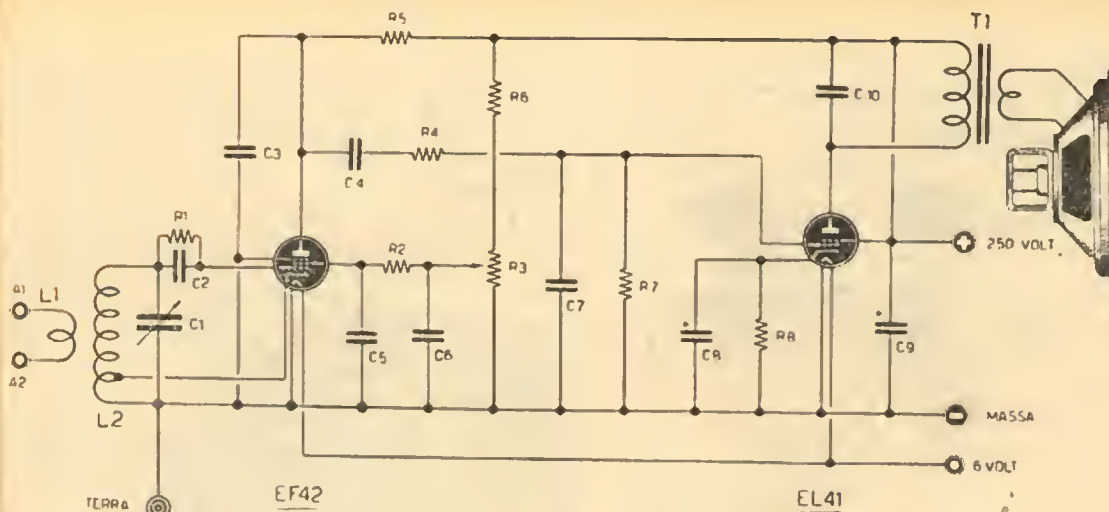 R5
T1
R6
C10
C3
R4
C4
R1
C2
R2
R3
250 VOLT.
A1
L1
C1
C7
R7
C5
C6
C8
R8
C9
A2
L2
MASSA
6 VOLT
TERRA
EF42
EL41